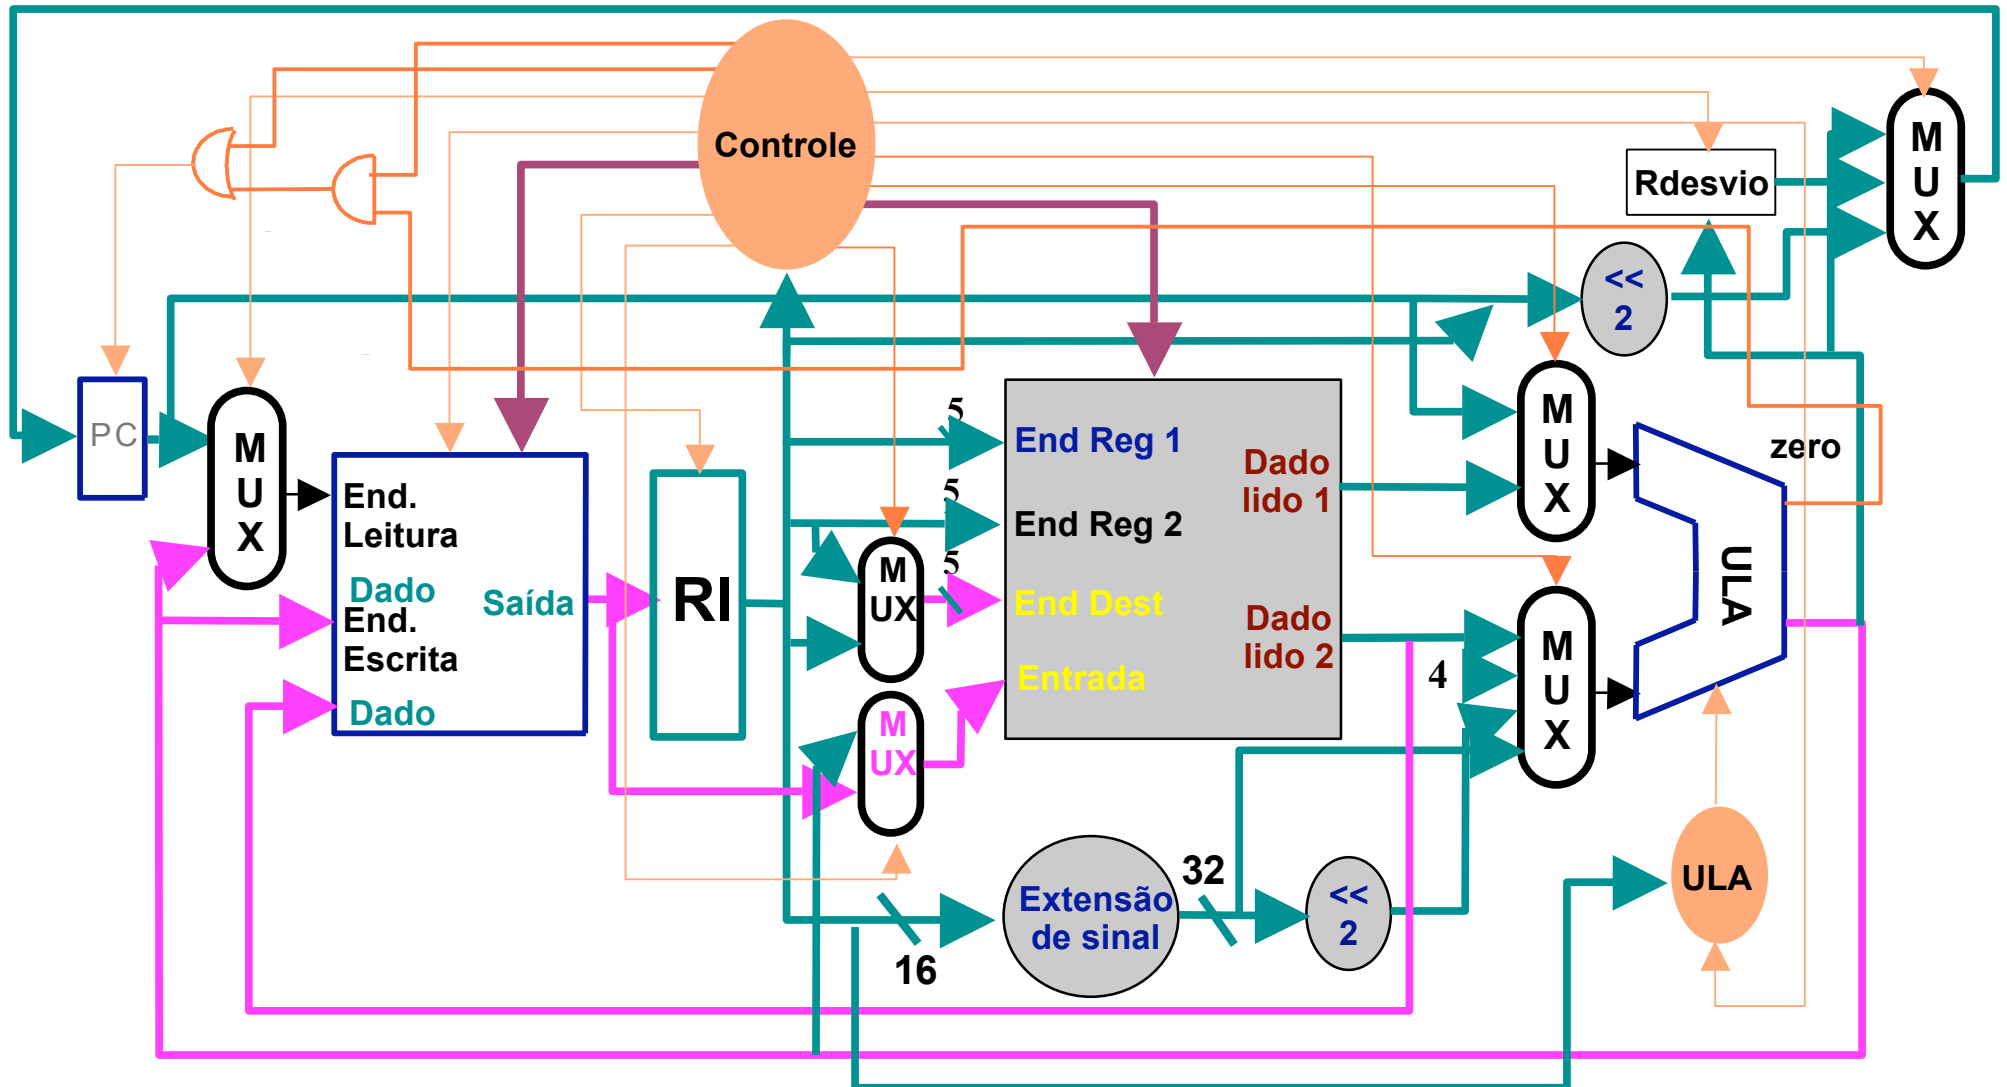 Controle
M
U
X
Rdesvio
<<
2
PC
M
U
X
End.
Leitura
Dado
End.
Escrita
Dado
Saída
RI
5
5
5
M
UX
M
UX
End Reg 1
End Reg 2
End Dest
Entrada
Dado
lido 1
Dado
lido 2
M
U
X
4
M
U
X
zero
ULA
ULA
16
Extensão
de sinal
32
<<
2